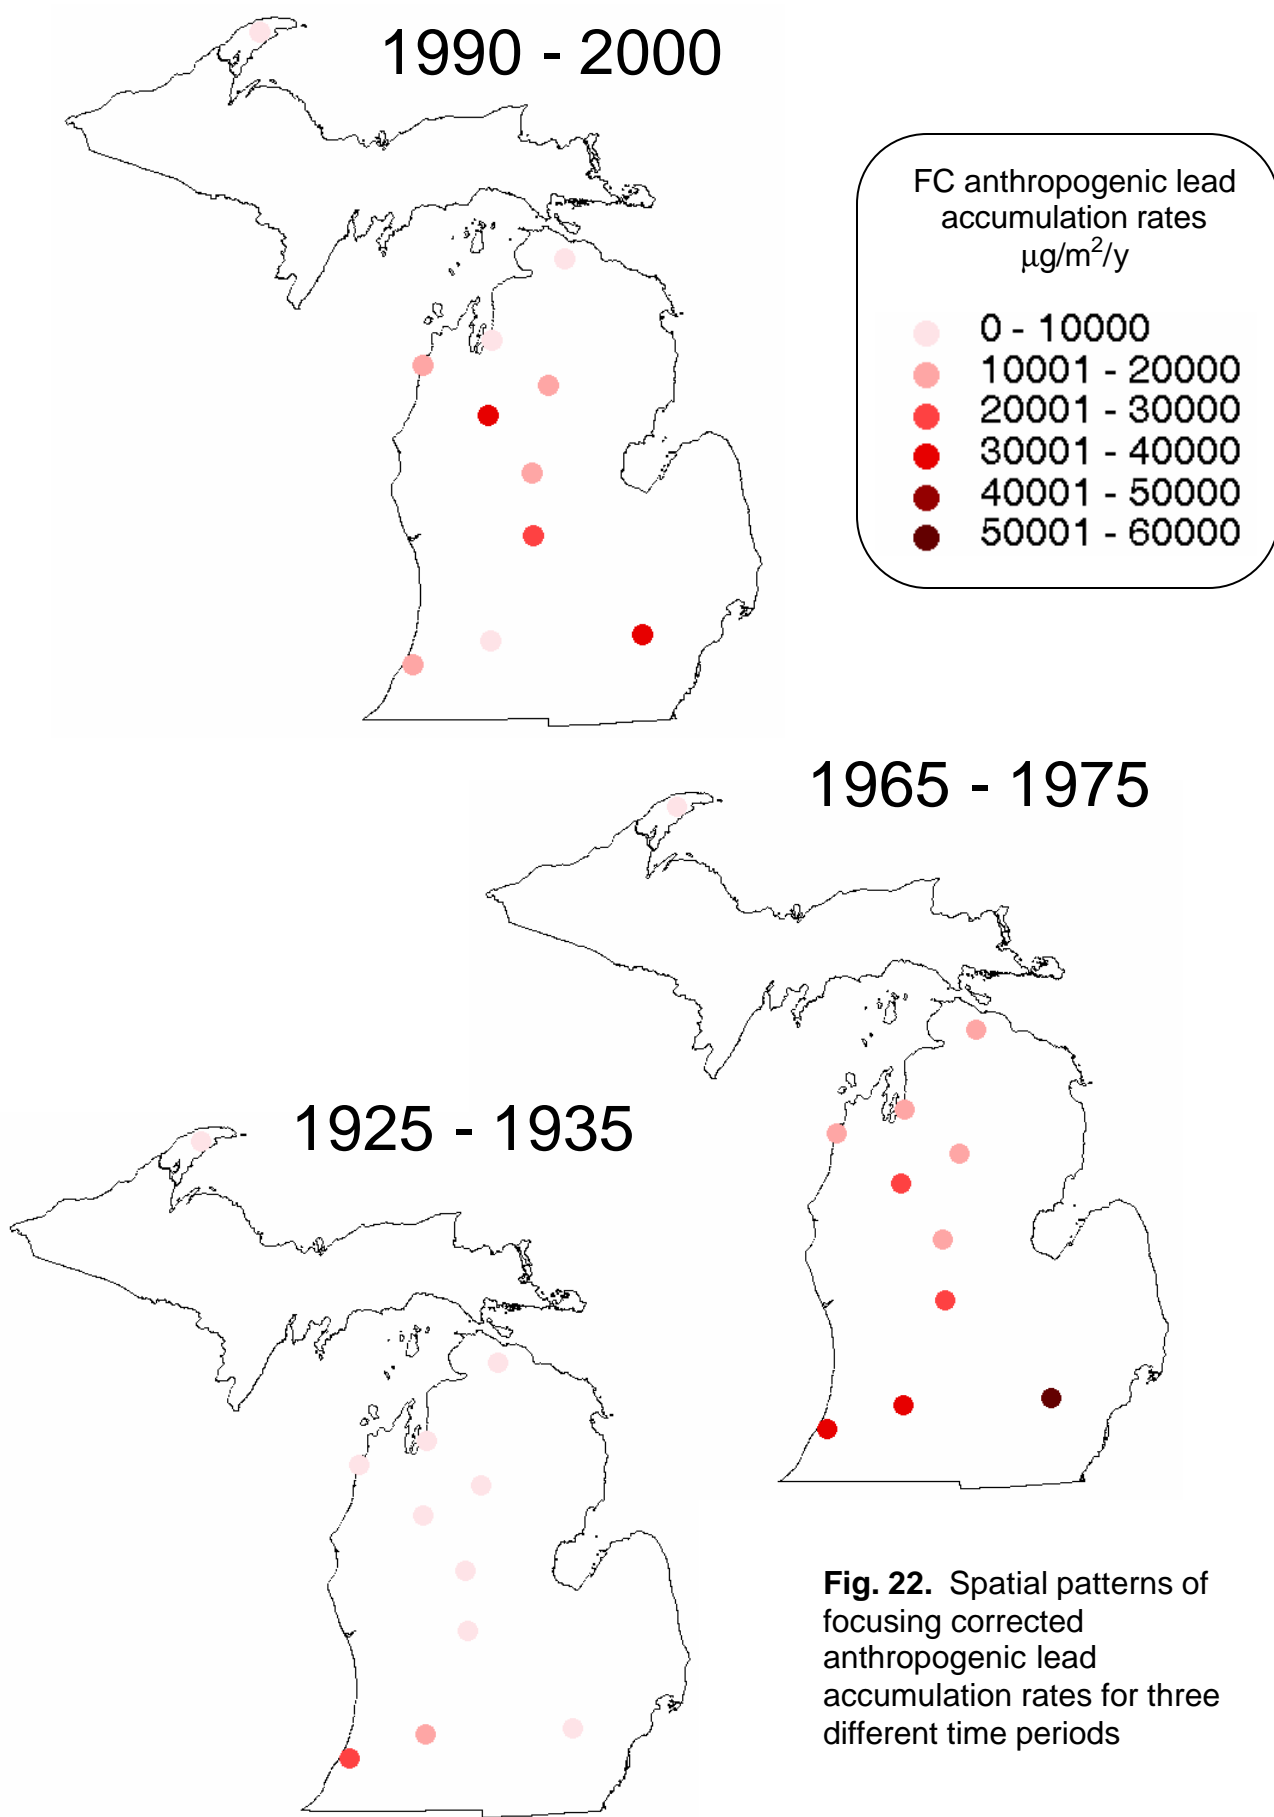 1990 - 2000
FC anthropogenic lead
accumulation rates
μg/m²/y
0 - 10000
10001 - 20000
20001 - 30000
30001 - 40000
40001 - 50000
50001 - 60000
1965 - 1975
1925 - 1935
Fig. 22. Spatial patterns of
focusing corrected
anthropogenic lead
accumulation rates for three
different time periods